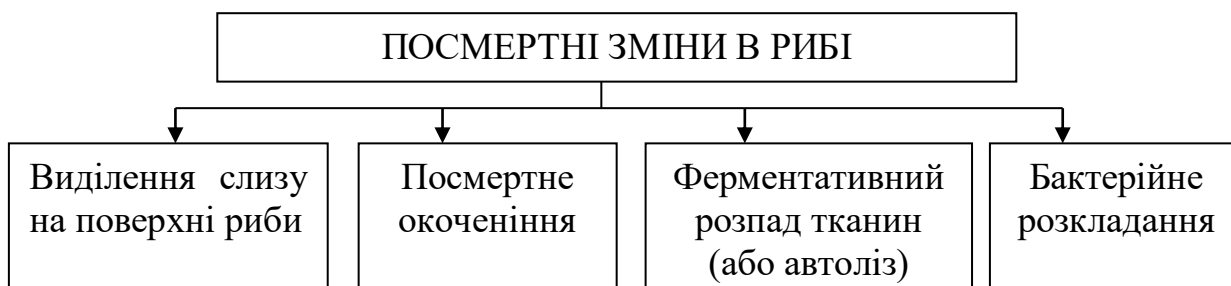 ПОСМЕРТНІ ЗМІНИ В РИБІ
Виділення слизу
на поверхні риби
Посмертне
окоченіння
Ферментативний
розпад тканин
(або автоліз)
Бактерійне
розкладання